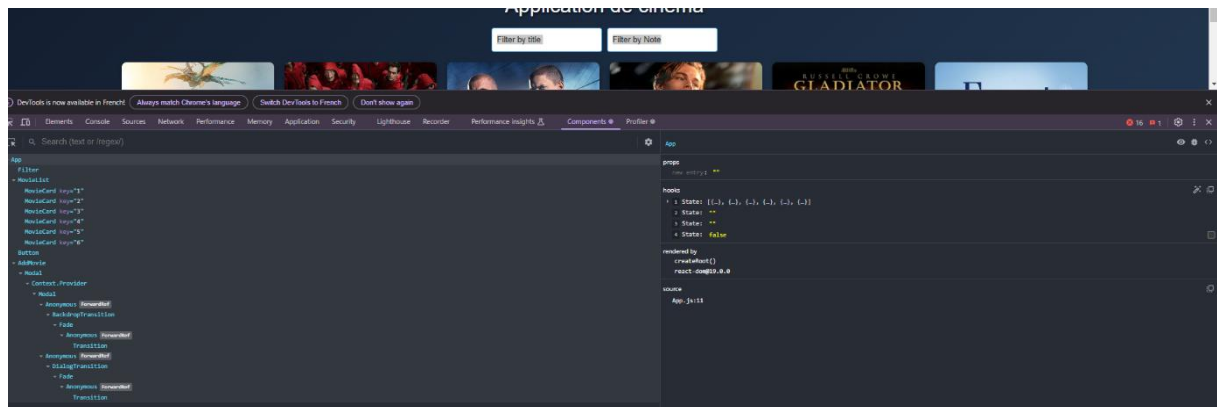 Application de cinéma
Filter by title
Filter by Note
RUSSELL CROWE
GLADIATOR
DevTools is now available in French!
Always match Chrome's language
Switch DevTools to French
Don't show again
Elements Console Sources Network Performance Memory Application Security Lighthouse Recorder Performance insights Components Profiler
16
1
Search (text or /regex/)
App
Filter
MovieList
MovieCard key="1"
MovieCard key="2"
MovieCard key="3"
MovieCard key="4"
MovieCard key="5"
MovieCard key="6"
Button
AddMovie
Modal
Context.Provider
Modal
Anonymous ForwardRef
BackdropTransition
Fade
Anonymous ForwardRef
Transition
Anonymous ForwardRef
DialogTransition
Fade
Anonymous ForwardRef
Transition
App
props
new entry: ""
hooks
1 State: [{…}, {…}, {…}, {…}, {…}, {…}]
2 State: ""
3 State: ""
4 State: false
rendered by
createRoot()
react-dom@19.0.0
source
App.js:11